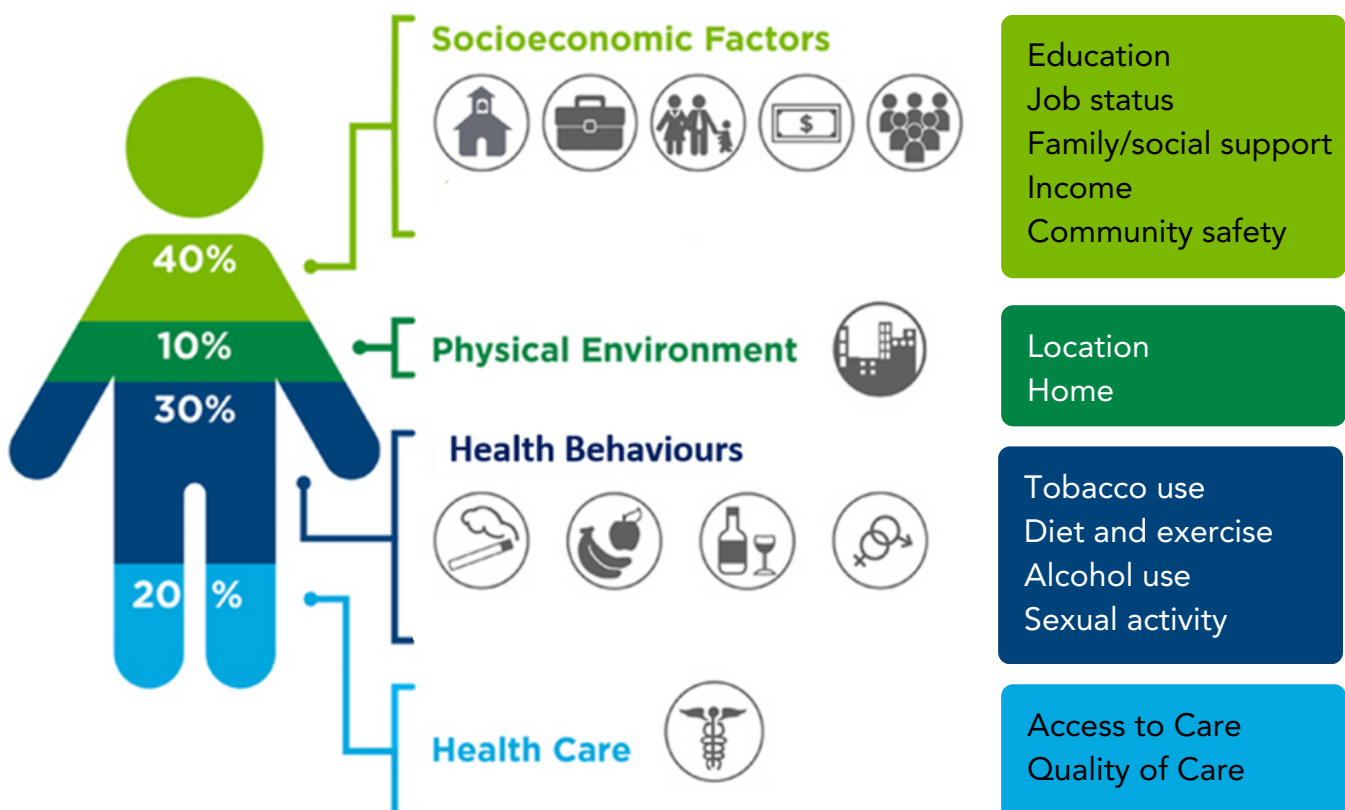 Socioeconomic Factors
$
Education
Job status
Family/social support
Income
Community safety
40%
10%
Physical Environment
Location
Home
30%
Health Behaviours
Tobacco use
Diet and exercise
Alcohol use
Sexual activity
20 %
Health Care
Access to Care
Quality of Care